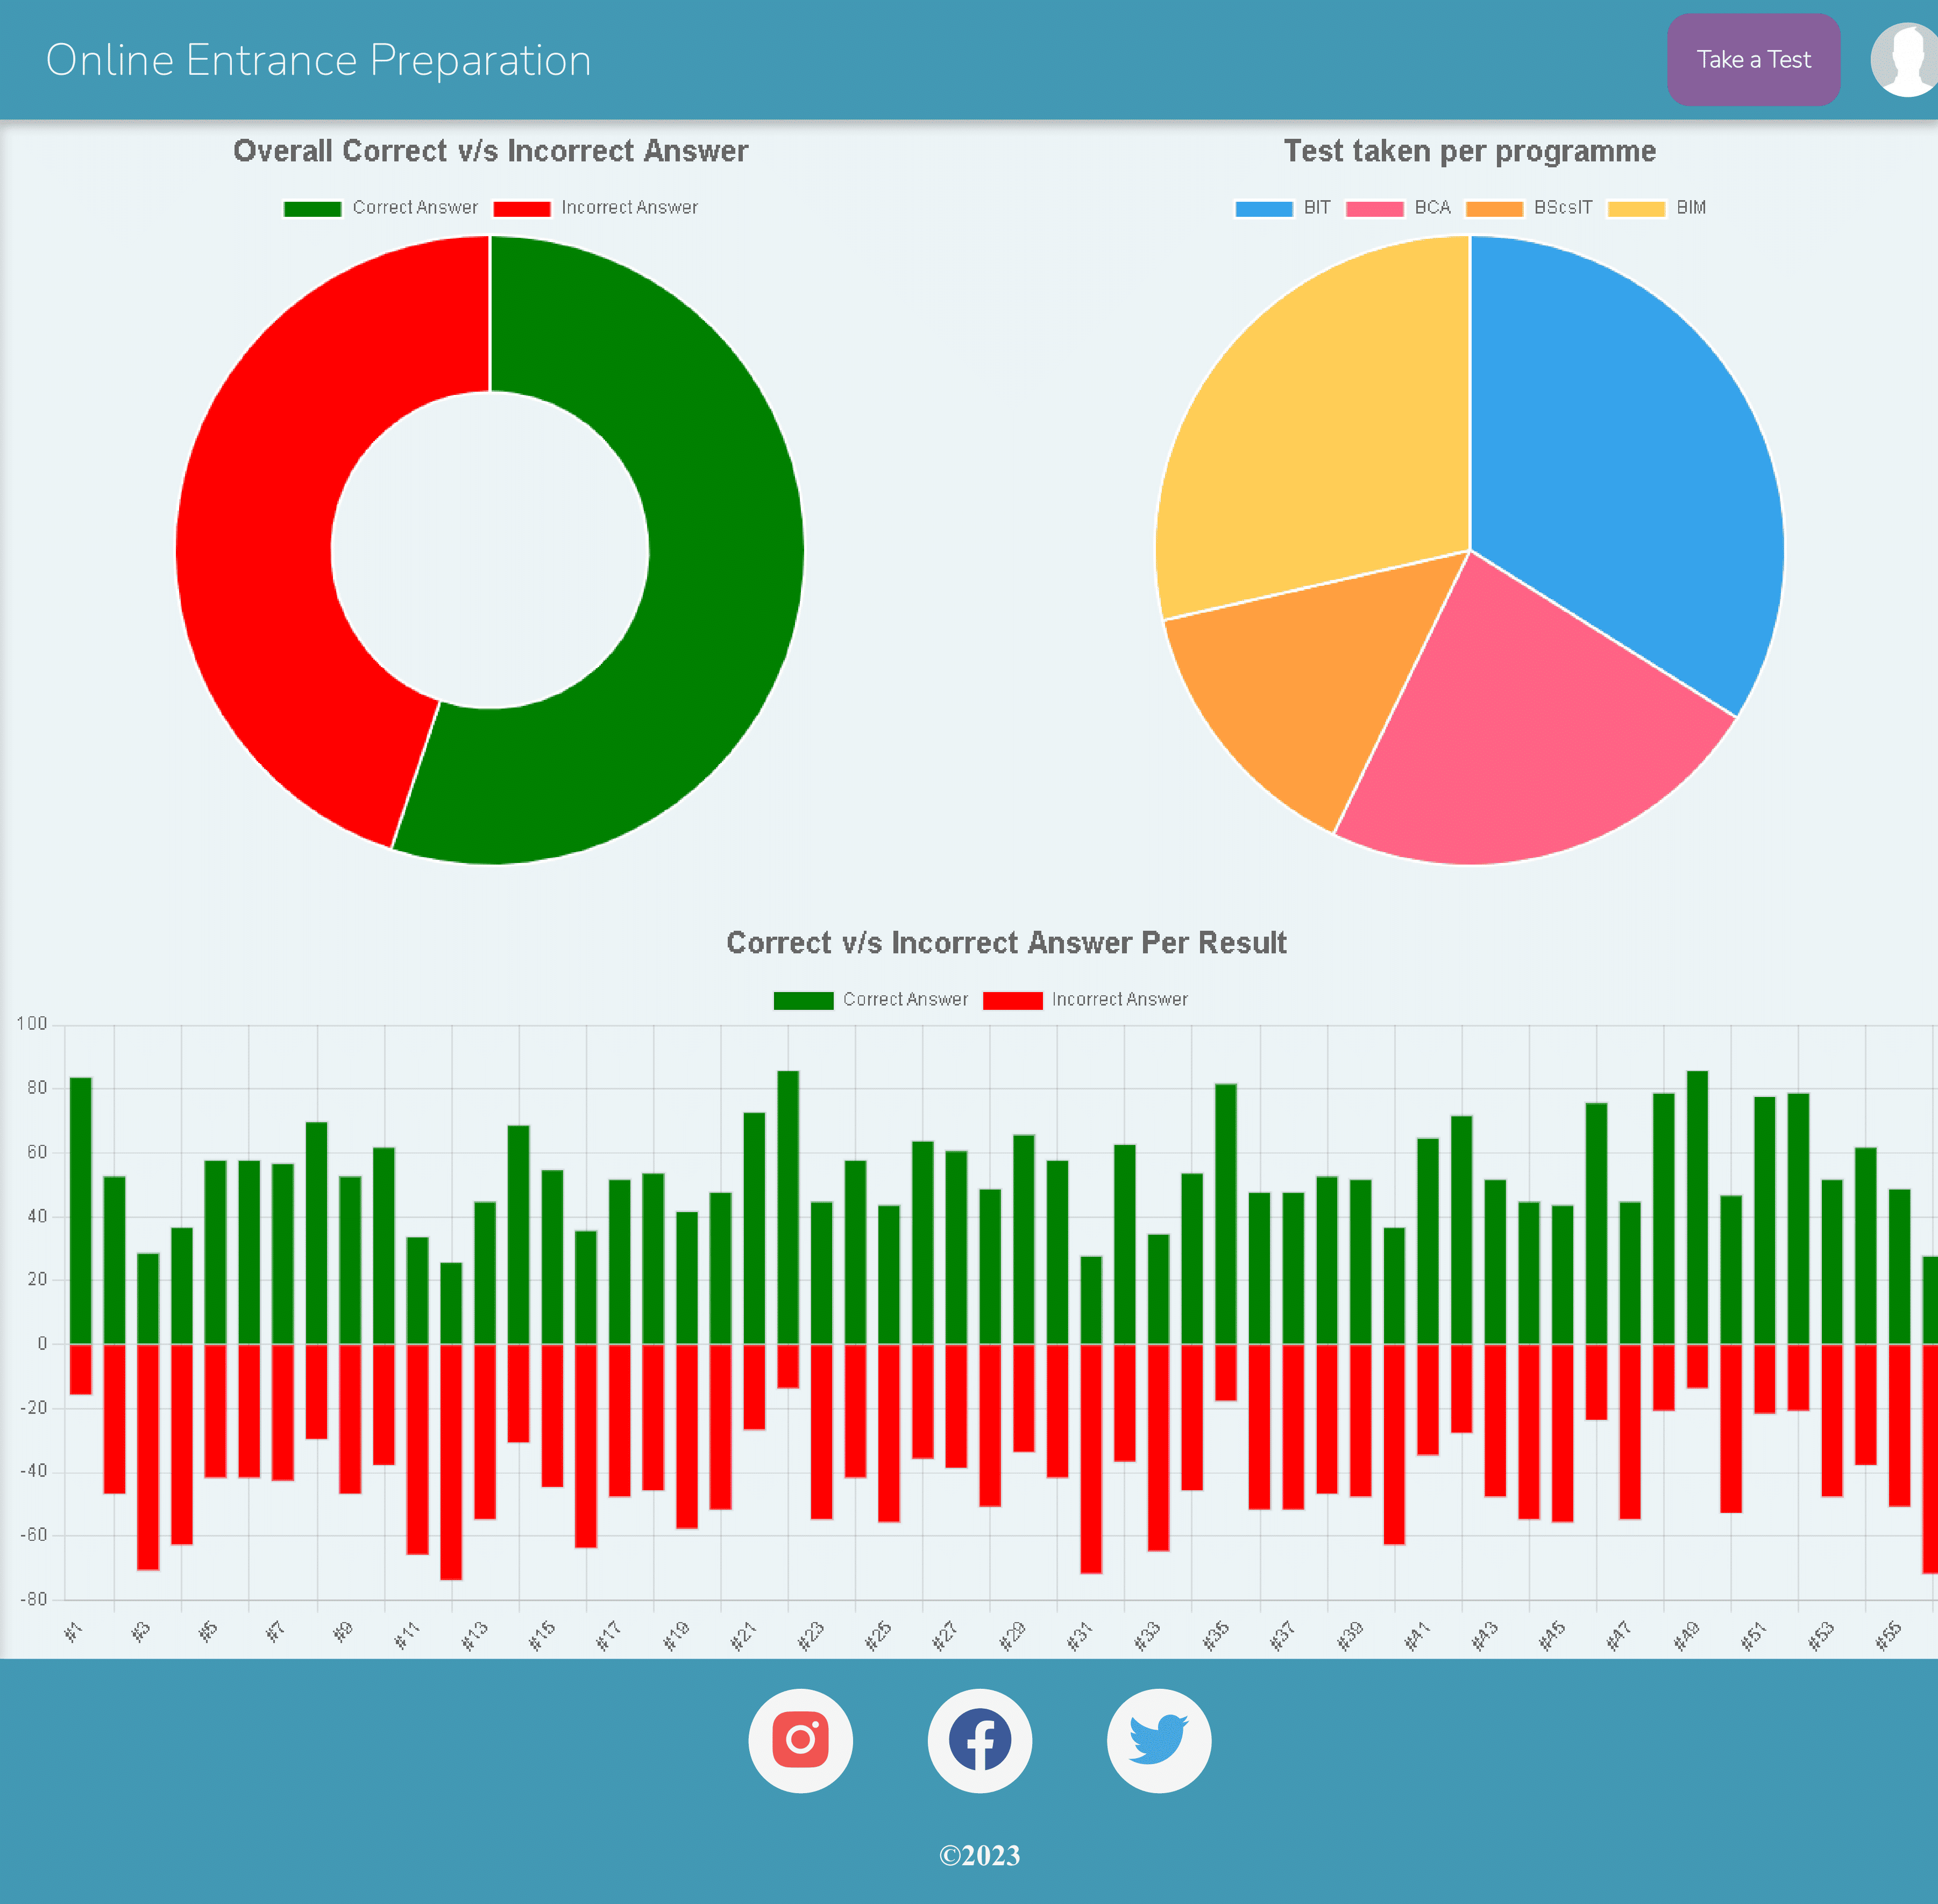 Online Entrance Preparation
Take a Test
Overall Correct v/s Incorrect Answer
Correct Answer Incorrect Answer
Test taken per programme
BIT BCA BScsIT BIM
Correct v/s Incorrect Answer Per Result
Correct Answer Incorrect Answer
100
80
60
40
20
0
-20
-40
-60
-80
#1 #3 #5 #7 #9 #11 #13 #15 #17 #19 #21 #23 #25 #27 #29 #31 #33 #35 #37 #39 #41 #43 #45 #47 #49 #51 #53 #55
©2023